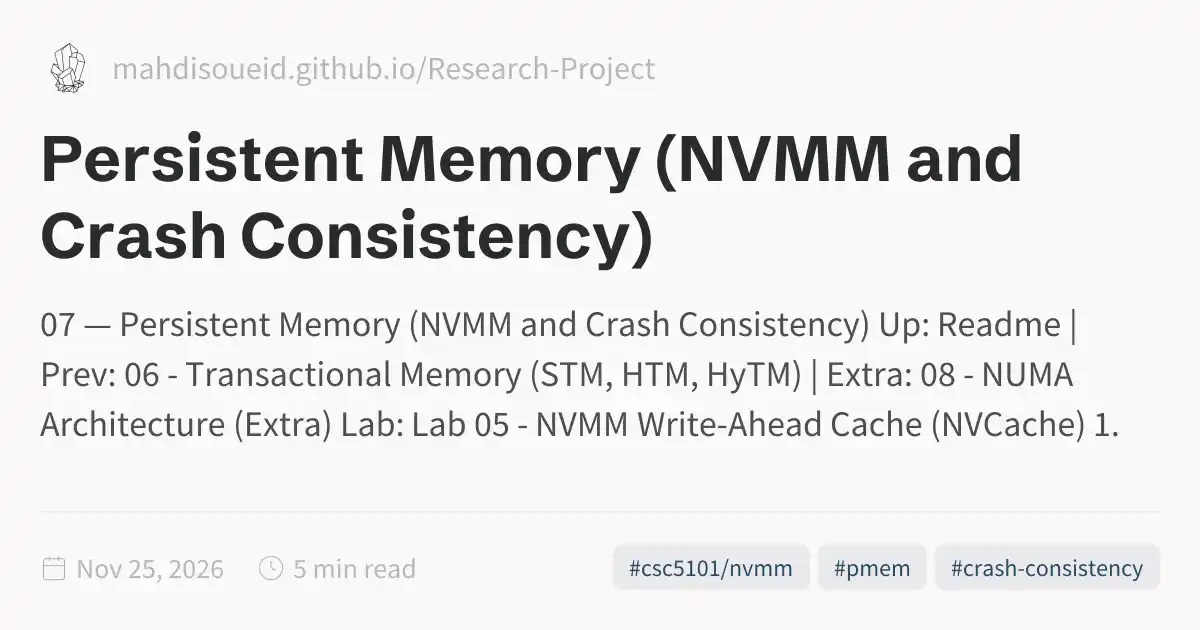 mahdisoueid.github.io/Research-Project
Persistent Memory (NVMM and
Crash Consistency)
07 — Persistent Memory (NVMM and Crash Consistency) Up: Readme |
Prev: 06 - Transactional Memory (STM, HTM, HyTM) | Extra: 08 - NUMA
Architecture (Extra) Lab: Lab 05 - NVMM Write-Ahead Cache (NVCache) 1.
Nov 25, 2026 5 min read #csc5101/nvmm #pmem #crash-consistency